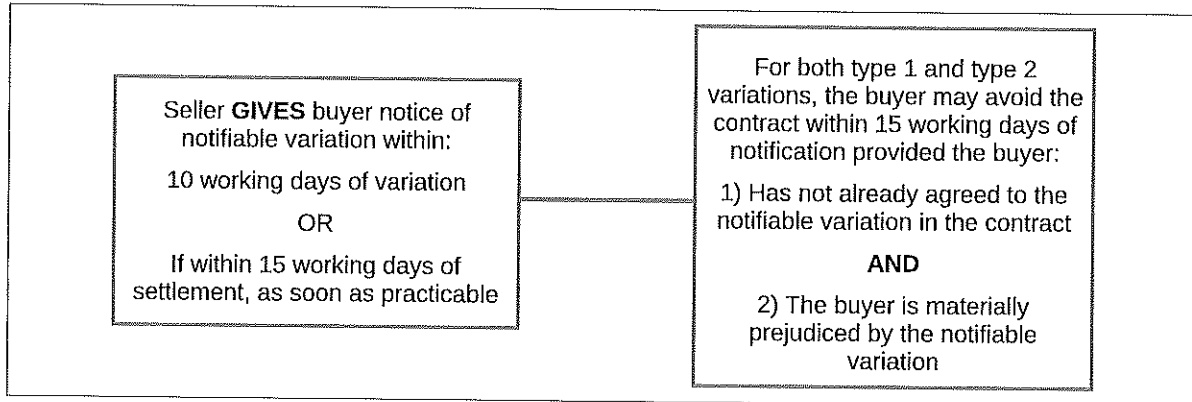 Seller GIVES buyer notice of
notifiable variation within:
10 working days of variation
OR
If within 15 working days of
settlement, as soon as practicable
For both type 1 and type 2
variations, the buyer may avoid the
contract within 15 working days of
notification provided the buyer:
1) Has not already agreed to the
notifiable variation in the contract
AND
2) The buyer is materially
prejudiced by the notifiable
variation